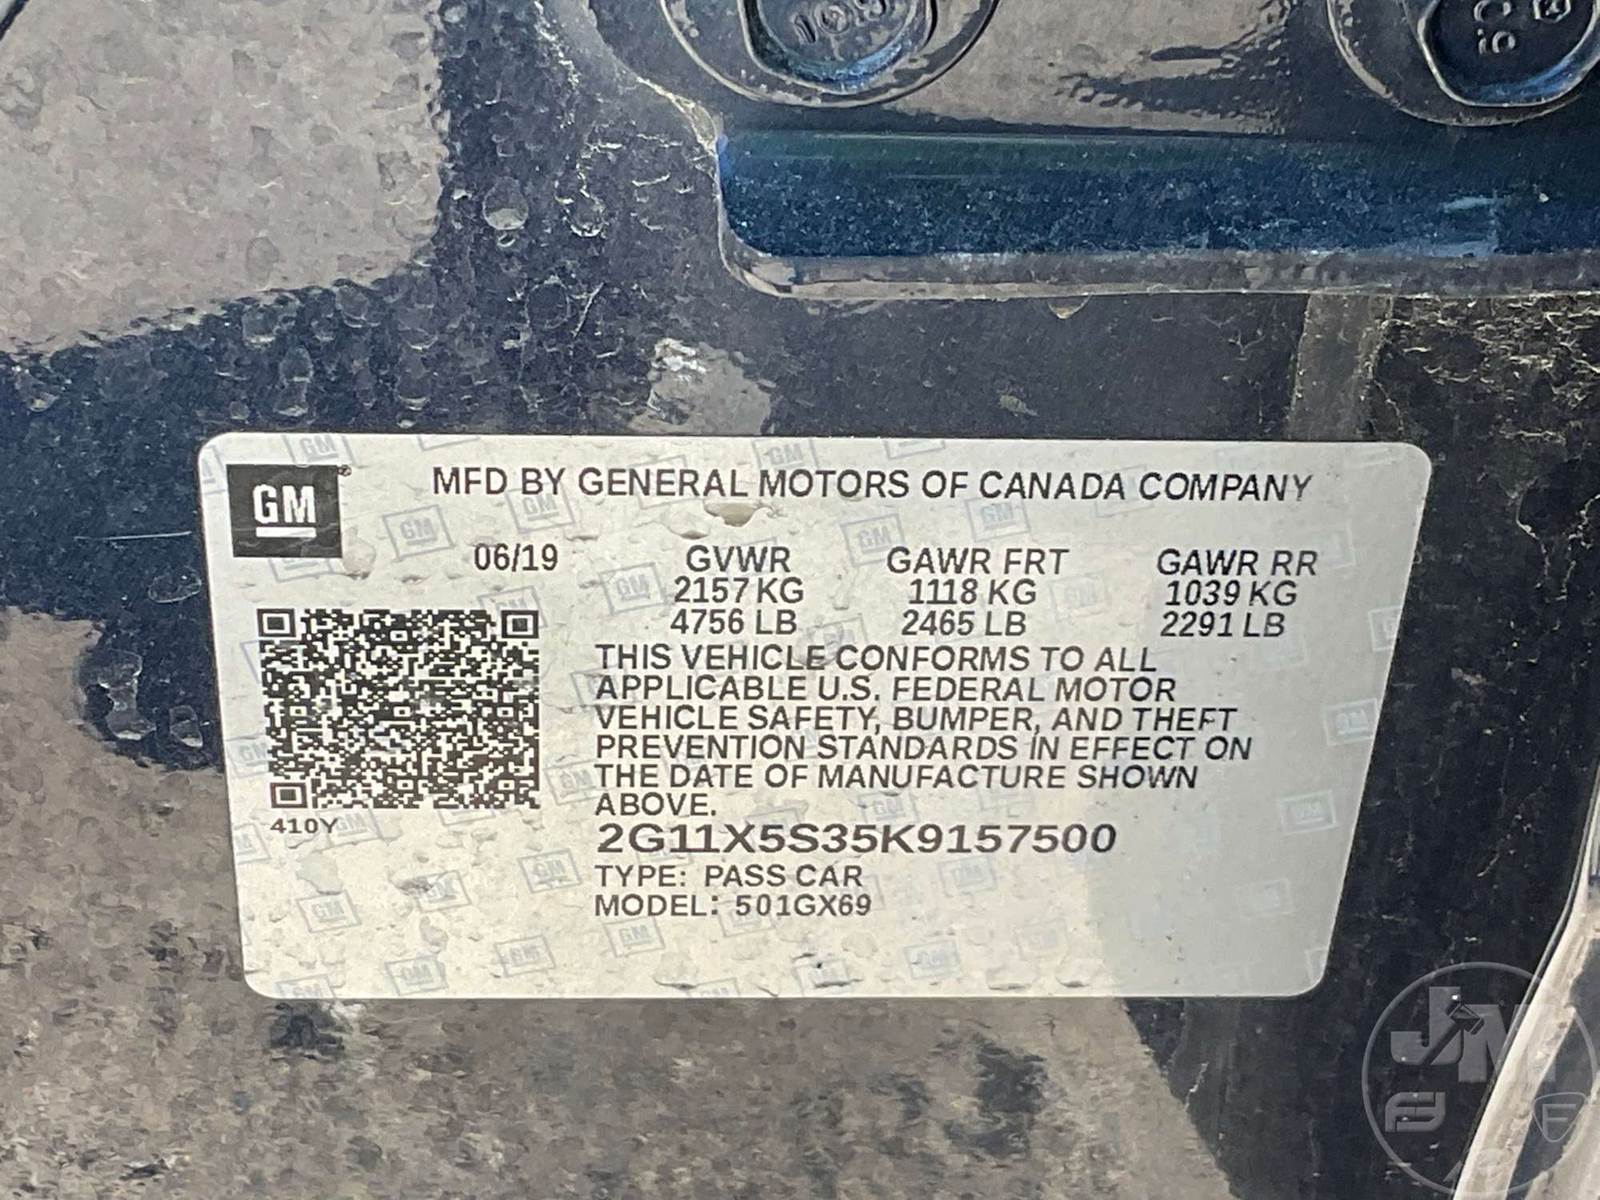 GM
MFD BY GENERAL MOTORS OF CANADA COMPANY
06/19 GVWR GAWR FRT GAWR RR
2157 KG 1118 KG 1039 KG
4756 LB 2465 LB 2291 LB
THIS VEHICLE CONFORMS TO ALL
APPLICABLE U.S. FEDERAL MOTOR
VEHICLE SAFETY, BUMPER, AND THEFT
PREVENTION STANDARDS IN EFFECT ON
THE DATE OF MANUFACTURE SHOWN
ABOVE.
410Y
2G11X5S35K9157500
TYPE: PASS CAR
MODEL: 501GX69
JM